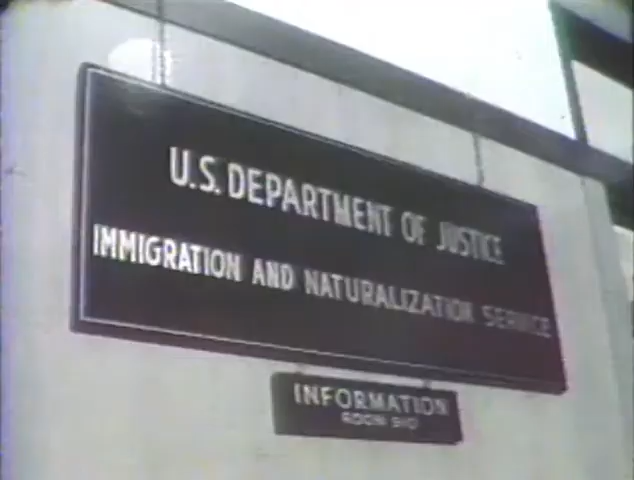 U.S. DEPARTMENT OF JUSTICE
IMMIGRATION AND NATURALIZATION SERVICE
INFORMATION
ROOM